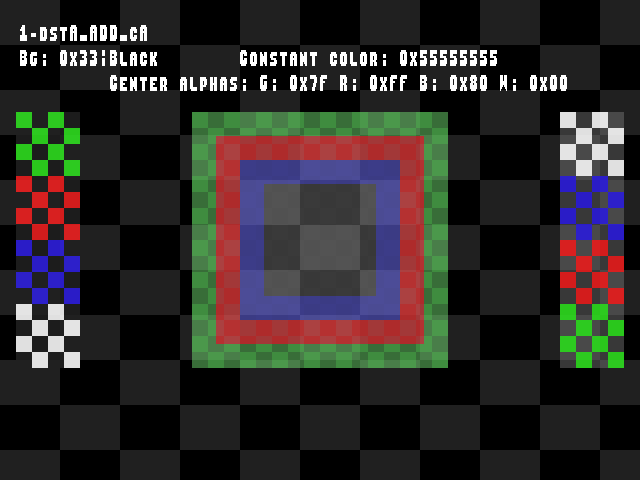 1-dstA_ADD_cA
Bg: 0x33¦Black Constant color: 0x55555555
Center alphas: G: 0x7f R: 0xff B: 0x80 W: 0x00